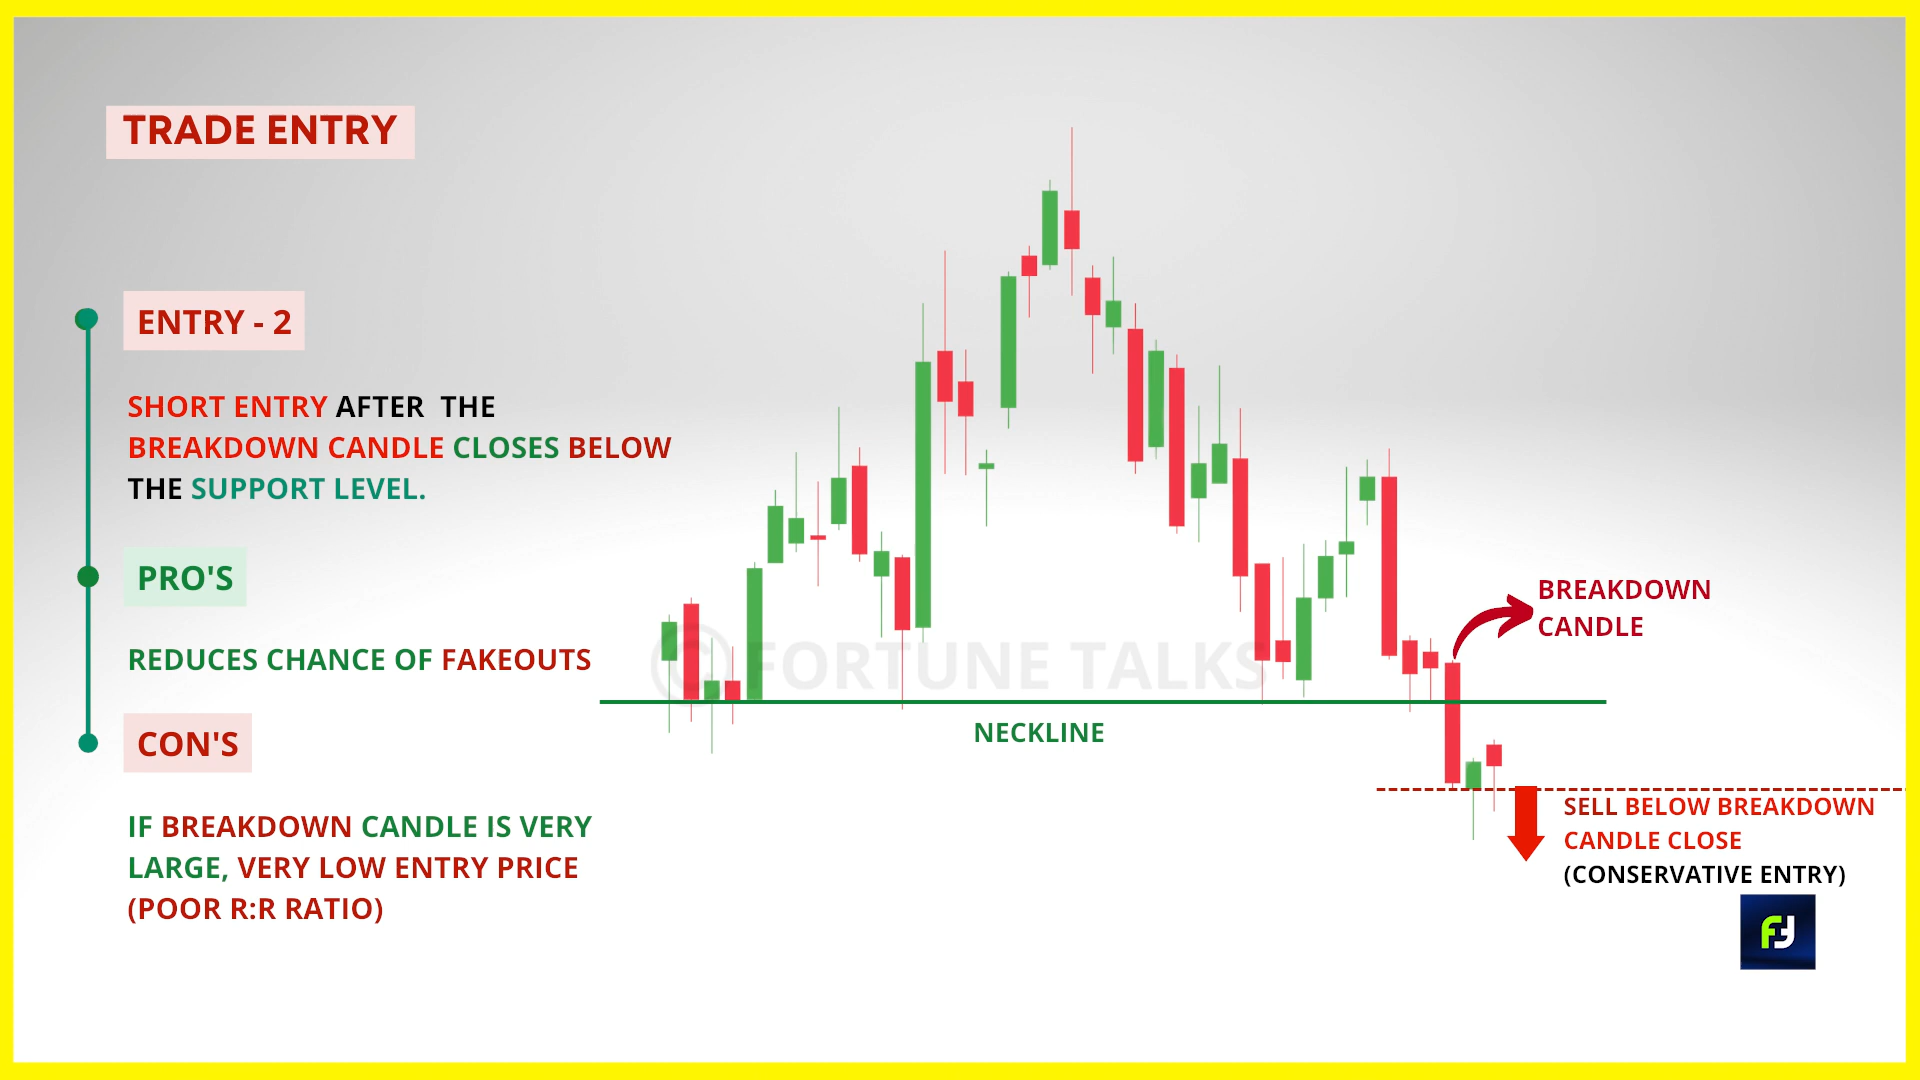 TRADE ENTRY
ENTRY - 2
SHORT ENTRY AFTER THE
BREAKDOWN CANDLE CLOSES BELOW
THE SUPPORT LEVEL.
PRO'S
REDUCES CHANCE OF FAKEOUTS
CON'S
IF BREAKDOWN CANDLE IS VERY
LARGE, VERY LOW ENTRY PRICE
(POOR R:R RATIO)
© FORTUNE TALKS
NECKLINE
BREAKDOWN
CANDLE
SELL BELOW BREAKDOWN
CANDLE CLOSE
(CONSERVATIVE ENTRY)